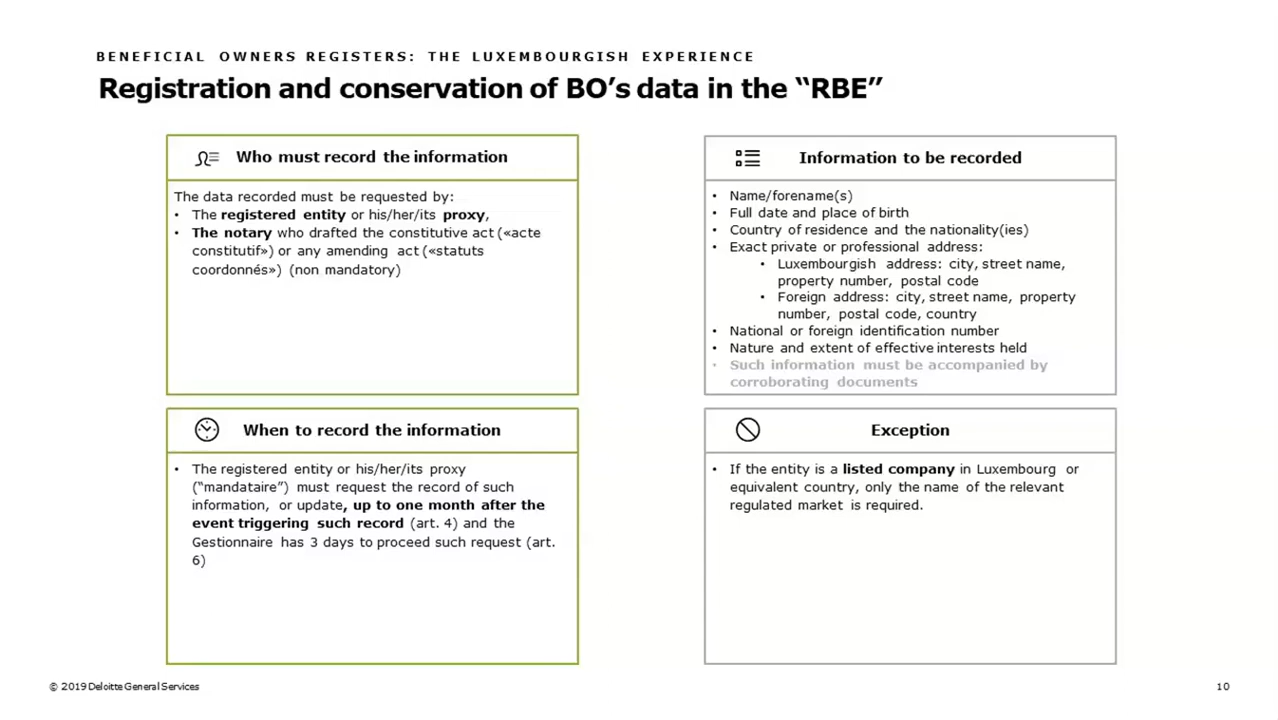 BENEFICIAL OWNERS REGISTERS: THE LUXEMBOURGISH EXPERIENCE
Registration and conservation of BO’s data in the “RBE”
Who must record the information
The data recorded must be requested by:
• The registered entity or his/her/its proxy,
• The notary who drafted the constitutive act («acte
constitutif») or any amending act («statuts
coordonnés») (non mandatory)
Information to be recorded
• Name/forename(s)
• Full date and place of birth
• Country of residence and the nationality(ies)
• Exact private or professional address:
• Luxembourgish address: city, street name,
property number, postal code
• Foreign address: city, street name, property
number, postal code, country
• National or foreign identification number
• Nature and extent of effective interests held
• Such information must be accompanied by
corroborating documents
When to record the information
• The registered entity or his/her/its proxy
(“mandataire”) must request the record of such
information, or update, up to one month after the
event triggering such record (art. 4) and the
Gestionnaire has 3 days to proceed such request (art.
6)
Exception
• If the entity is a listed company in Luxembourg or
equivalent country, only the name of the relevant
regulated market is required.
© 2019 Deloitte General Services
10